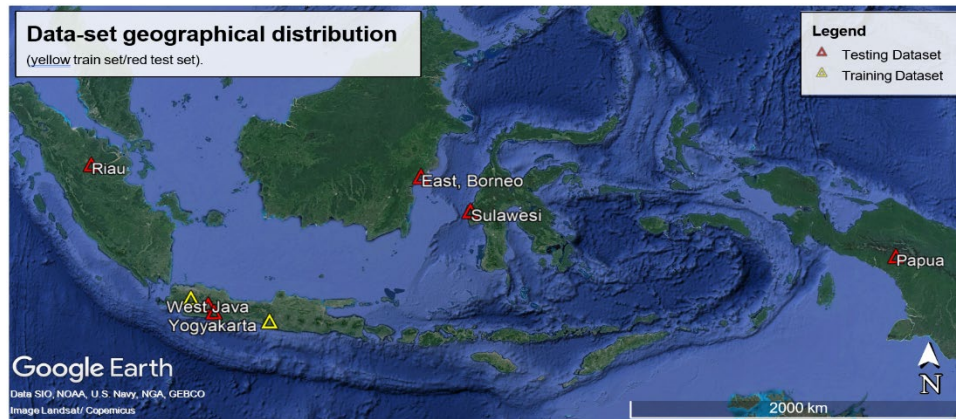 Data-set geographical distribution
(yellow train set/red test set).
Legend
Testing Dataset
Training Dataset
Riau
East, Borneo
Sulawesi
Papua
West Java
Yogyakarta
Google Earth
Data SIO, NOAA, U.S. Navy, NGA, GEBCO
Image Landsat/ Copernicus
N
2000 km